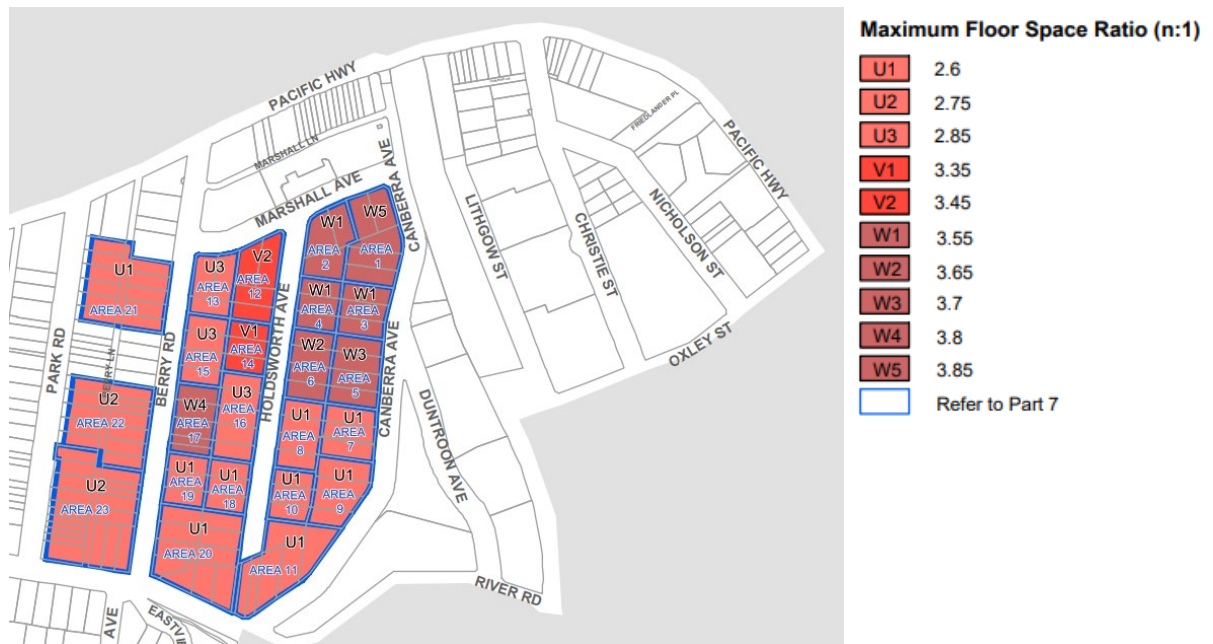 PACIFIC HWY
MARSHALL LN
MARSHALL AVE
CANBERRA AVE
FRIEDLANDER PL
PACIFIC HWY
LITHGOW ST
CHRISTIE ST
NICHOLSON ST
OXLEY ST
PARK RD
BERRY LN
BERRY RD
HOLDSWORTH AVE
CANBERRA AVE
DUNTROON AVE
RIVER RD
AVE
W5
AREA
1
W1
AREA
2
W1
AREA
3
W1
AREA
4
W3
AREA
5
W2
AREA
6
U1
AREA
7
U1
AREA
8
U1
AREA
9
U1
AREA
10
U1
AREA 11
V2
AREA
12
U3
AREA
13
V1
AREA
14
U3
AREA
15
U3
AREA
16
W4
AREA
17
U1
AREA
18
U1
AREA
19
U1
AREA 20
U1
AREA 21
U2
AREA 22
U2
AREA 23
Maximum Floor Space Ratio (n:1)
U1 2.6
U2 2.75
U3 2.85
V1 3.35
V2 3.45
W1 3.55
W2 3.65
W3 3.7
W4 3.8
W5 3.85
Refer to Part 7